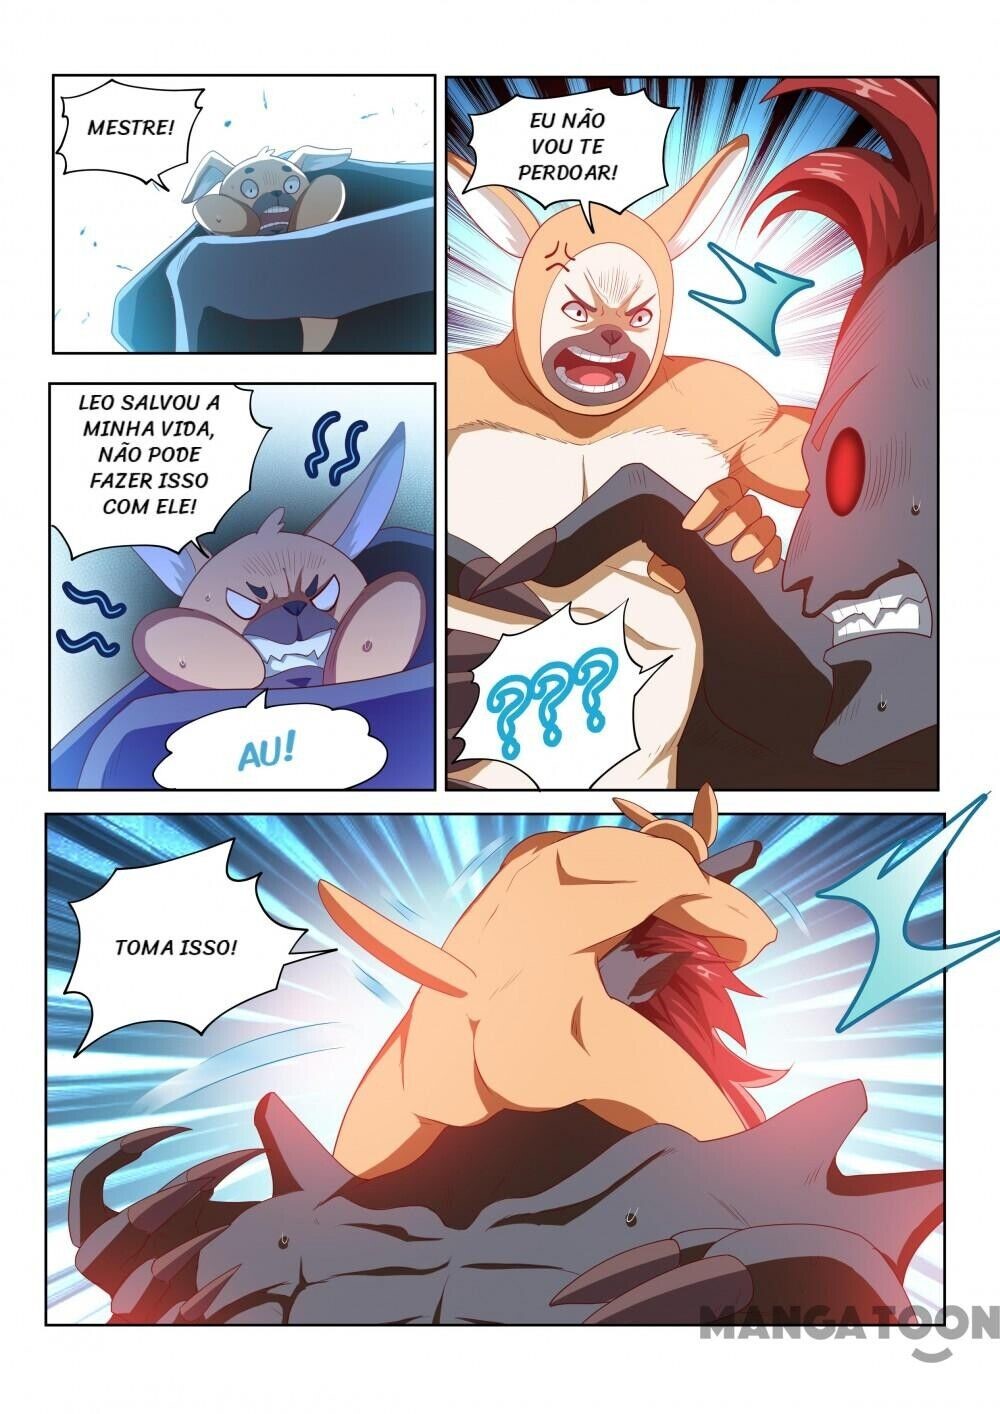 MESTRE!
EU NÃO
VOU TE
PERDOAR!
LEO SALVOU A
MINHA VIDA,
NÃO PODE
FAZER ISSO
COM ELE!
AU!
???
TOMA ISSO!
MANGATOON